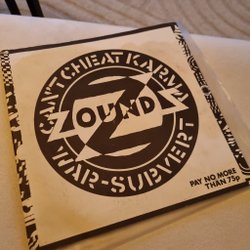 CAN'T CHEAT KARMA
ZOUNDS
WAR-SUBVERT
PAY NO MORE
THAN 75p